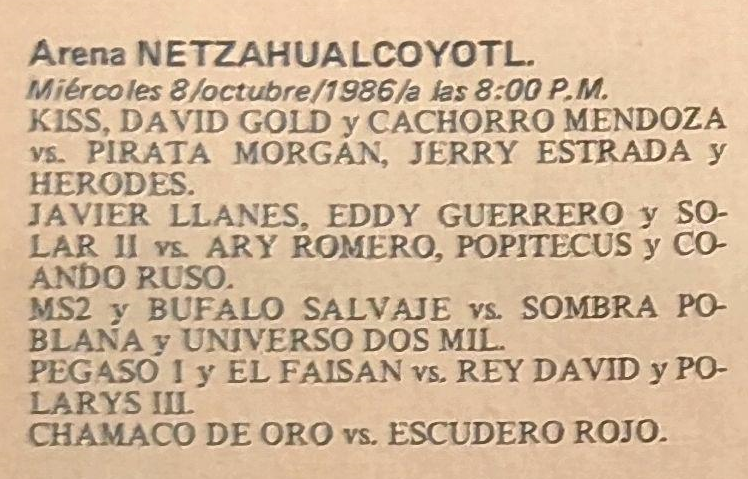 Arena NETZAHUALCOYOTL.
Miércoles 8/octubre/1986/a las 8:00 P.M.
KISS, DAVID GOLD y CACHORRO MENDOZA
vs. PIRATA MORGAN, JERRY ESTRADA y
HERODES.
JAVIER LLANES, EDDY GUERRERO y SO-
LAR II vs. ARY ROMERO, POPITECUS y CO-
ANDO RUSO.
MS2 y BUFALO SALVAJE vs. SOMBRA PO-
BLANA y UNIVERSO DOS MIL.
PEGASO I y EL FAISAN vs. REY DAVID y PO-
LARYS III.
CHAMACO DE ORO vs. ESCUDERO ROJO.